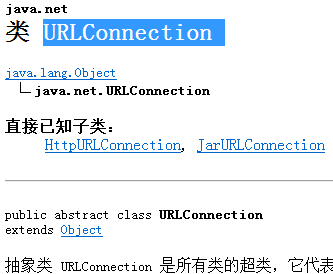 java.net
类 URLConnection
java.lang.Object
java.net.URLConnection
直接已知子类：
HttpURLConnection, JarURLConnection
public abstract class URLConnection
extends Object
抽象类 URLConnection 是所有类的超类，它代表